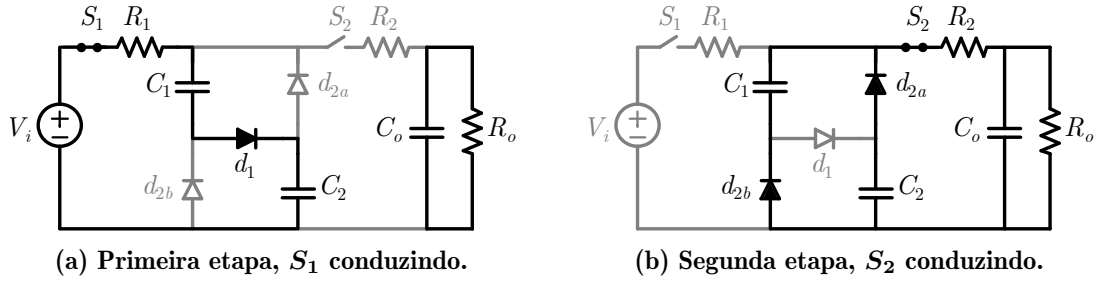 S₁ R₁ S₂ R₂
C₁ d₂ₐ
Vᵢ + − Cₒ Rₒ
d₁
d₂b C₂
(a) Primeira etapa, S₁ conduzindo.
S₁ R₁ S₂ R₂
C₁ d₂ₐ
Vᵢ + − Cₒ Rₒ
d₁
d₂b C₂
(b) Segunda etapa, S₂ conduzindo.